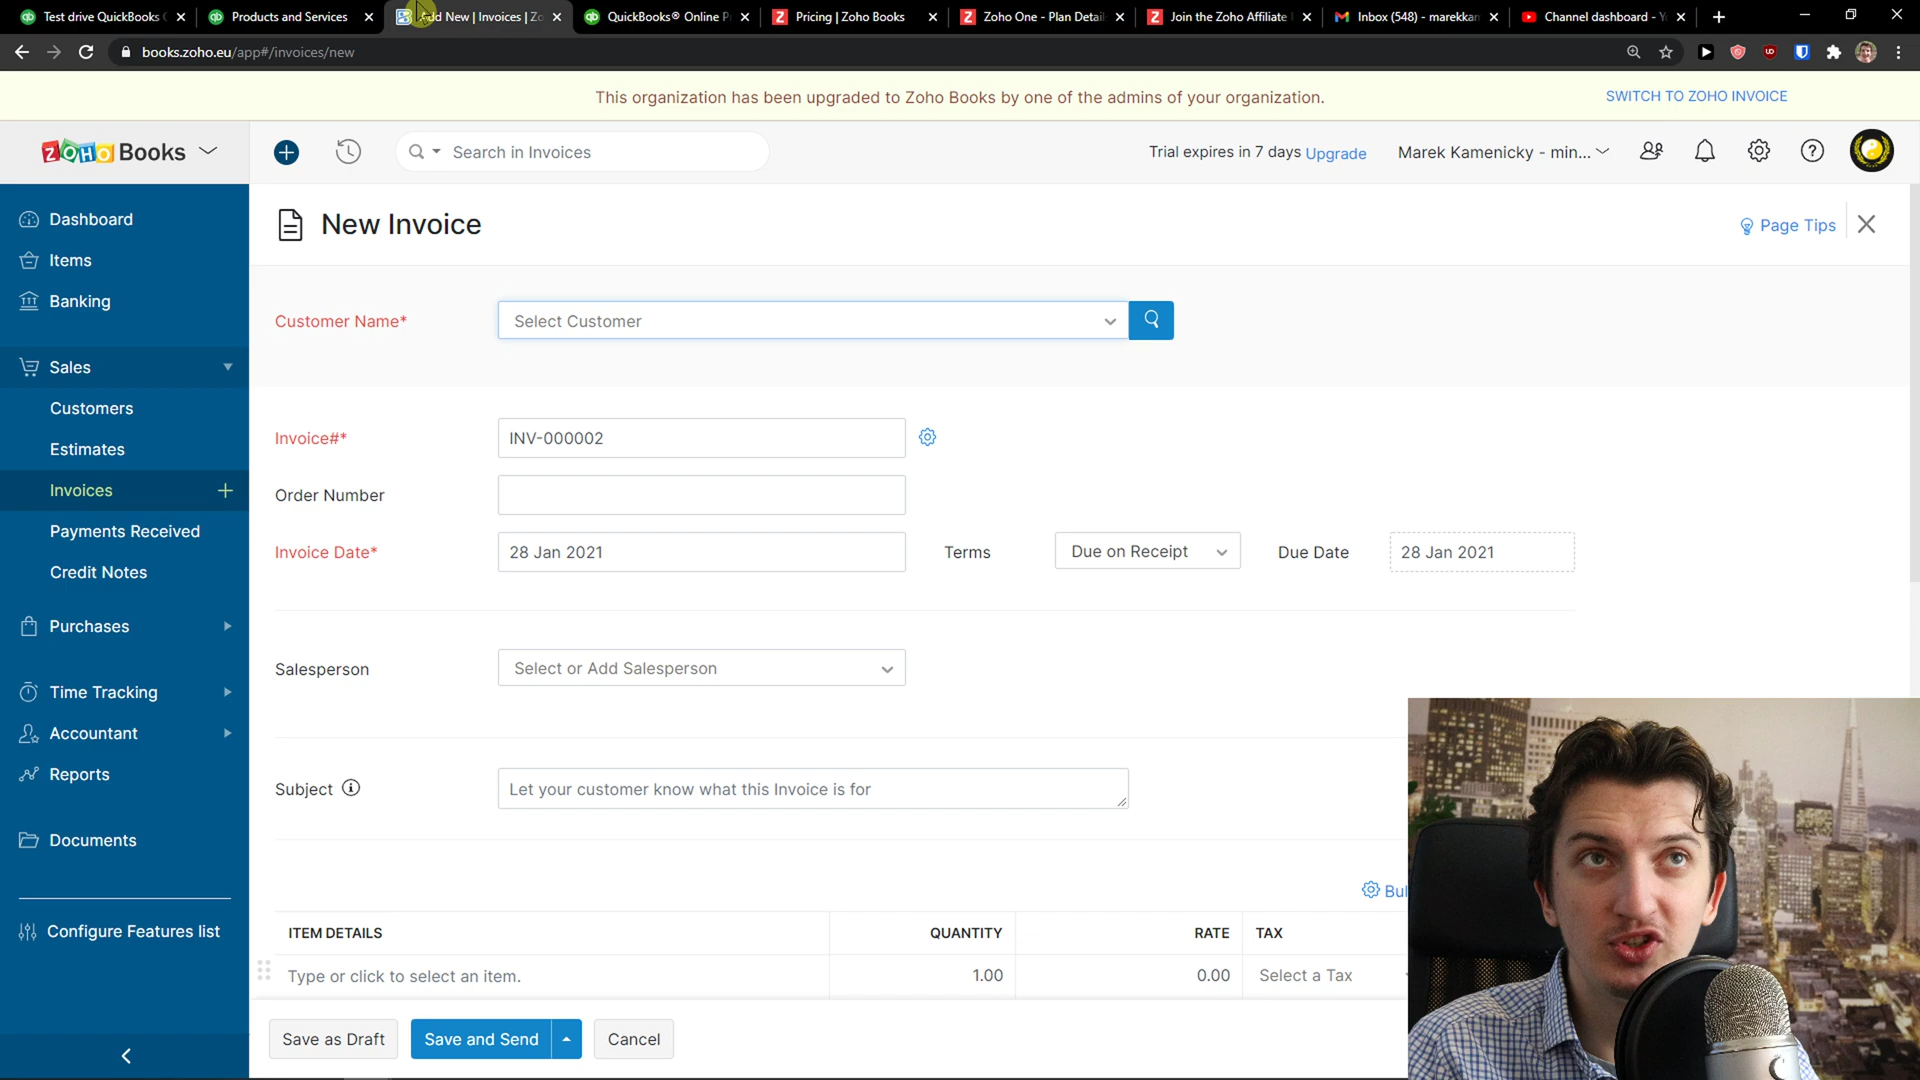 Test drive QuickBooks
Products and Services
Add New | Invoices | Zo
QuickBooks® Online P
Pricing | Zoho Books
Zoho One - Plan Detail
Join the Zoho Affiliate
Inbox (548) - marekkam
Channel dashboard - Y
books.zoho.eu/app#/invoices/new
This organization has been upgraded to Zoho Books by one of the admins of your organization.
SWITCH TO ZOHO INVOICE
ZOHO Books
Search in Invoices
Trial expires in 7 days Upgrade
Marek Kamenicky - min...
Dashboard
Items
Banking
Sales
Customers
Estimates
Invoices
Payments Received
Credit Notes
Purchases
Time Tracking
Accountant
Reports
Documents
Configure Features list
New Invoice
Page Tips
Customer Name*
Select Customer
Invoice#*
INV-000002
Order Number
Invoice Date*
28 Jan 2021
Terms
Due on Receipt
Due Date
28 Jan 2021
Salesperson
Select or Add Salesperson
Subject
Let your customer know what this Invoice is for
Bul
ITEM DETAILS
QUANTITY
RATE
TAX
Type or click to select an item.
1.00
0.00
Select a Tax
Save as Draft
Save and Send
Cancel